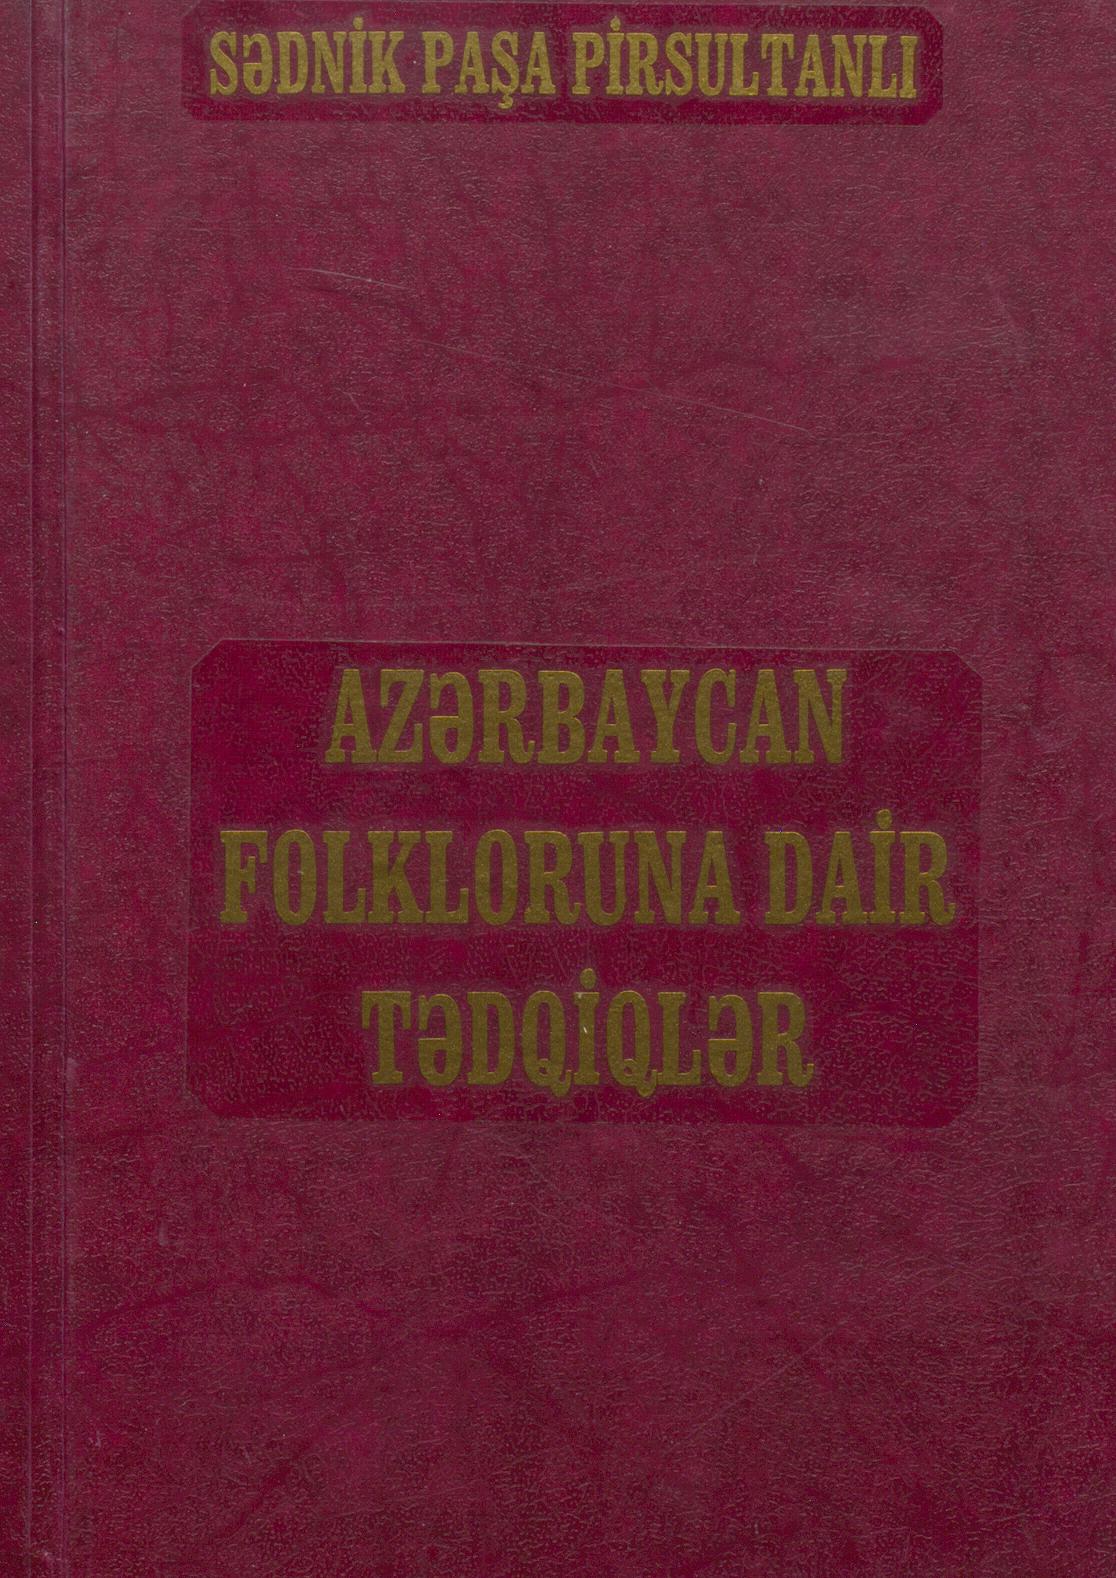 SƏDNİK PAŞA PİRSULTANLI
AZƏRBAYCAN
FOLKLORUNA DAİR
TƏDQİQLƏR